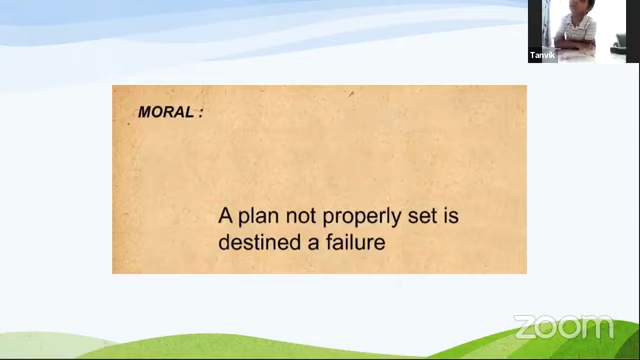 Tanvik
MORAL :
A plan not properly set is
destined a failure
zoom